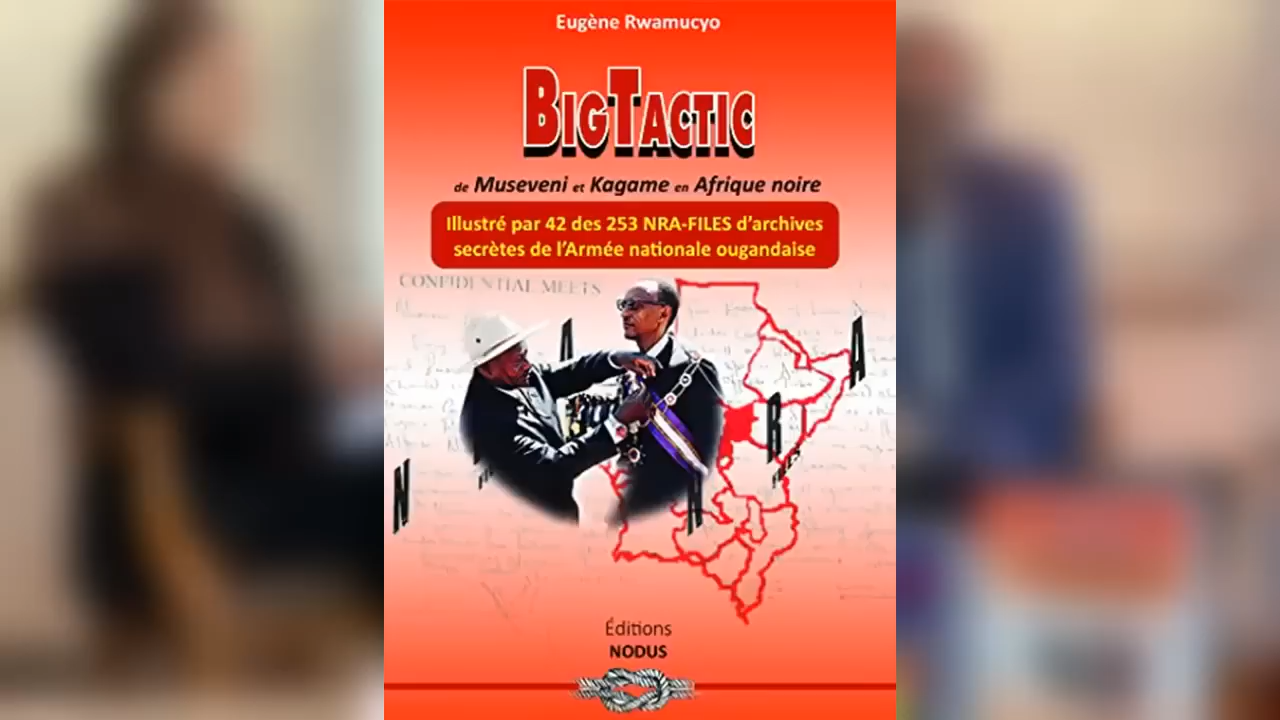 Eugène Rwamucyo
BIGTACTIC
de Museveni et Kagame en Afrique noire
Illustré par 42 des 253 NRA-FILES d’archives
secrètes de l’Armée nationale ougandaise
CONFIDENTIAL MEETS
A
A
R
N
N
Éditions
NODUS